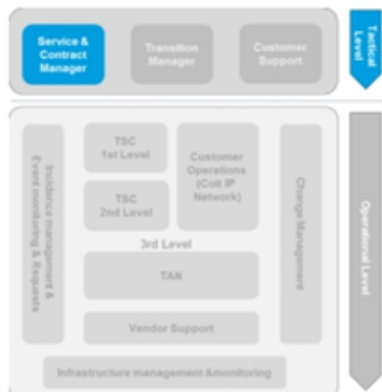 Service &
Contract
Manager
Transition
Manager
Customer
Support
Tactical
Level
Incidence management &
Event monitoring & Requests
TSC
1st Level
TSC
2nd Level
Customer
Operations
(Colt IP
Network)
3rd Level
TAN
Vendor Support
Change Management
Operational Level
Infrastructure management &monitoring